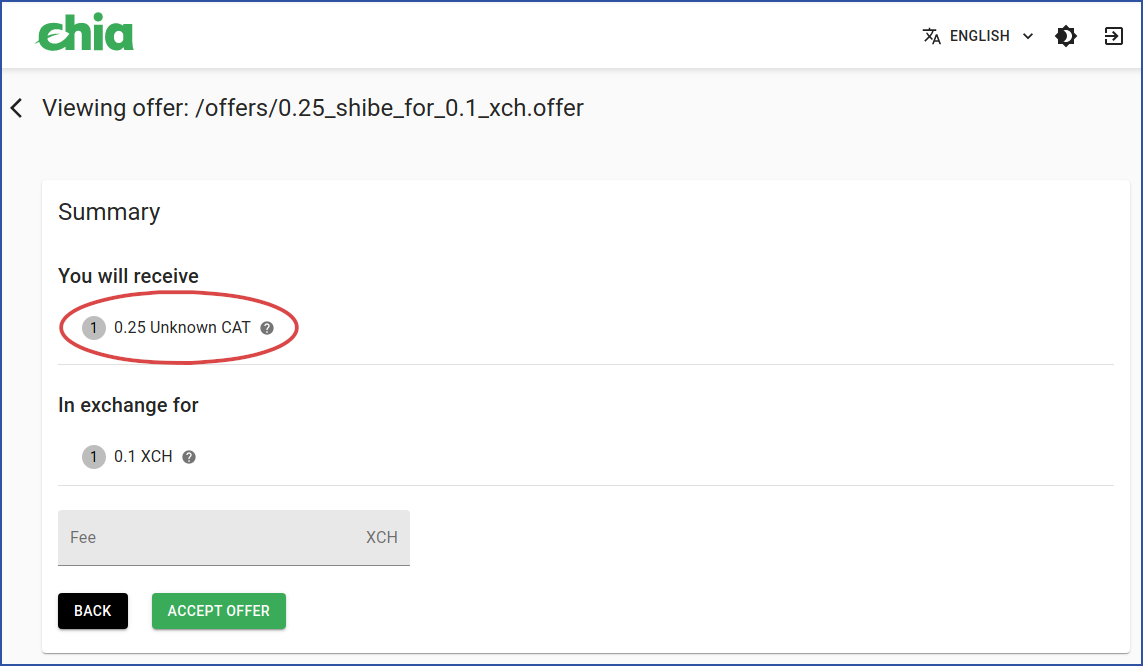 chia
ENGLISH
Viewing offer: /offers/0.25_shibe_for_0.1_xch.offer
Summary
You will receive
1 0.25 Unknown CAT ?
In exchange for
1 0.1 XCH ?
Fee XCH
BACK ACCEPT OFFER